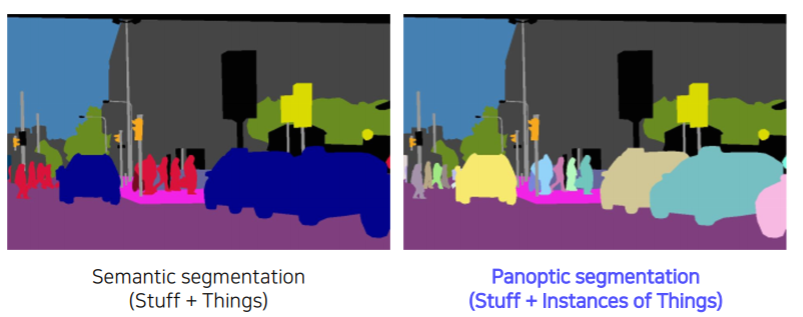 Semantic segmentation
(Stuff + Things)
Panoptic segmentation
(Stuff + Instances of Things)